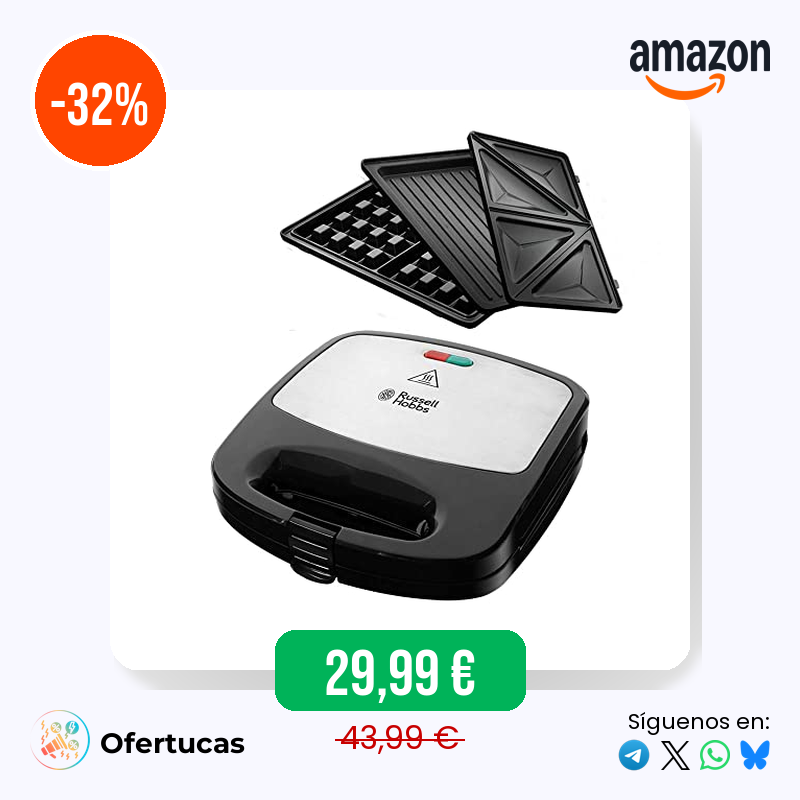 -32%
amazon
Russell
Hobbs
29,99 €
43,99 €
Ofertucas
Síguenos en: